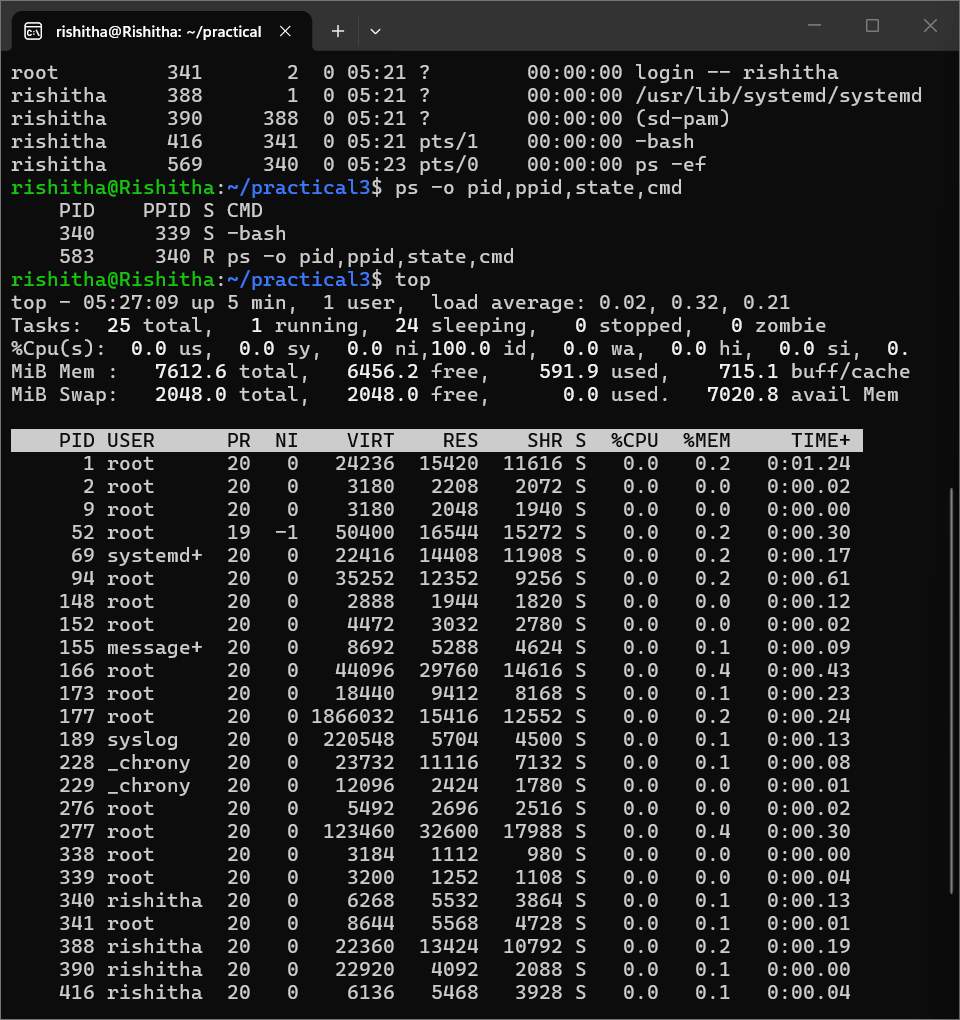 rishitha@Rishitha: ~/practical
root         341       2  0 05:21 ?        00:00:00 login -- rishitha
rishitha     388       1  0 05:21 ?        00:00:00 /usr/lib/systemd/systemd
rishitha     390     388  0 05:21 ?        00:00:00 (sd-pam)
rishitha     416     341  0 05:21 pts/1    00:00:00 -bash
rishitha     569     340  0 05:23 pts/0    00:00:00 ps -ef
rishitha@Rishitha:~/practical3$ ps -o pid,ppid,state,cmd
    PID    PPID S CMD
    340     339 S -bash
    583     340 R ps -o pid,ppid,state,cmd
rishitha@Rishitha:~/practical3$ top
top - 05:27:09 up 5 min,  1 user,  load average: 0.02, 0.32, 0.21
Tasks:  25 total,   1 running,  24 sleeping,   0 stopped,   0 zombie
%Cpu(s):  0.0 us,  0.0 sy,  0.0 ni,100.0 id,  0.0 wa,  0.0 hi,  0.0 si,  0.
MiB Mem :   7612.6 total,   6456.2 free,    591.9 used,    715.1 buff/cache
MiB Swap:   2048.0 total,   2048.0 free,      0.0 used.   7020.8 avail Mem
    PID USER      PR  NI    VIRT    RES    SHR S  %CPU  %MEM     TIME+
      1 root      20   0   24236  15420  11616 S   0.0   0.2   0:01.24
      2 root      20   0    3180   2208   2072 S   0.0   0.0   0:00.02
      9 root      20   0    3180   2048   1940 S   0.0   0.0   0:00.00
     52 root      19  -1   50400  16544  15272 S   0.0   0.2   0:00.30
     69 systemd+  20   0   22416  14408  11908 S   0.0   0.2   0:00.17
     94 root      20   0   35252  12352   9256 S   0.0   0.2   0:00.61
    148 root      20   0    2888   1944   1820 S   0.0   0.0   0:00.12
    152 root      20   0    4472   3032   2780 S   0.0   0.0   0:00.02
    155 message+  20   0    8692   5288   4624 S   0.0   0.1   0:00.09
    166 root      20   0   44096  29760  14616 S   0.0   0.4   0:00.43
    173 root      20   0   18440   9412   8168 S   0.0   0.1   0:00.23
    177 root      20   0 1866032  15416  12552 S   0.0   0.2   0:00.24
    189 syslog    20   0  220548   5704   4500 S   0.0   0.1   0:00.13
    228 _chrony   20   0   23732  11116   7132 S   0.0   0.1   0:00.08
    229 _chrony   20   0   12096   2424   1780 S   0.0   0.0   0:00.01
    276 root      20   0    5492   2696   2516 S   0.0   0.0   0:00.02
    277 root      20   0  123460  32600  17988 S   0.0   0.4   0:00.30
    338 root      20   0    3184   1112    980 S   0.0   0.0   0:00.00
    339 root      20   0    3200   1252   1108 S   0.0   0.0   0:00.04
    340 rishitha  20   0    6268   5532   3864 S   0.0   0.1   0:00.13
    341 root      20   0    8644   5568   4728 S   0.0   0.1   0:00.01
    388 rishitha  20   0   22360  13424  10792 S   0.0   0.2   0:00.19
    390 rishitha  20   0   22920   4092   2088 S   0.0   0.1   0:00.00
    416 rishitha  20   0    6136   5468   3928 S   0.0   0.1   0:00.04